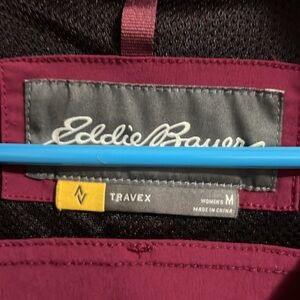 Eddie Bauer
TRAVEX
WOMEN'S M
MADE IN CHINA